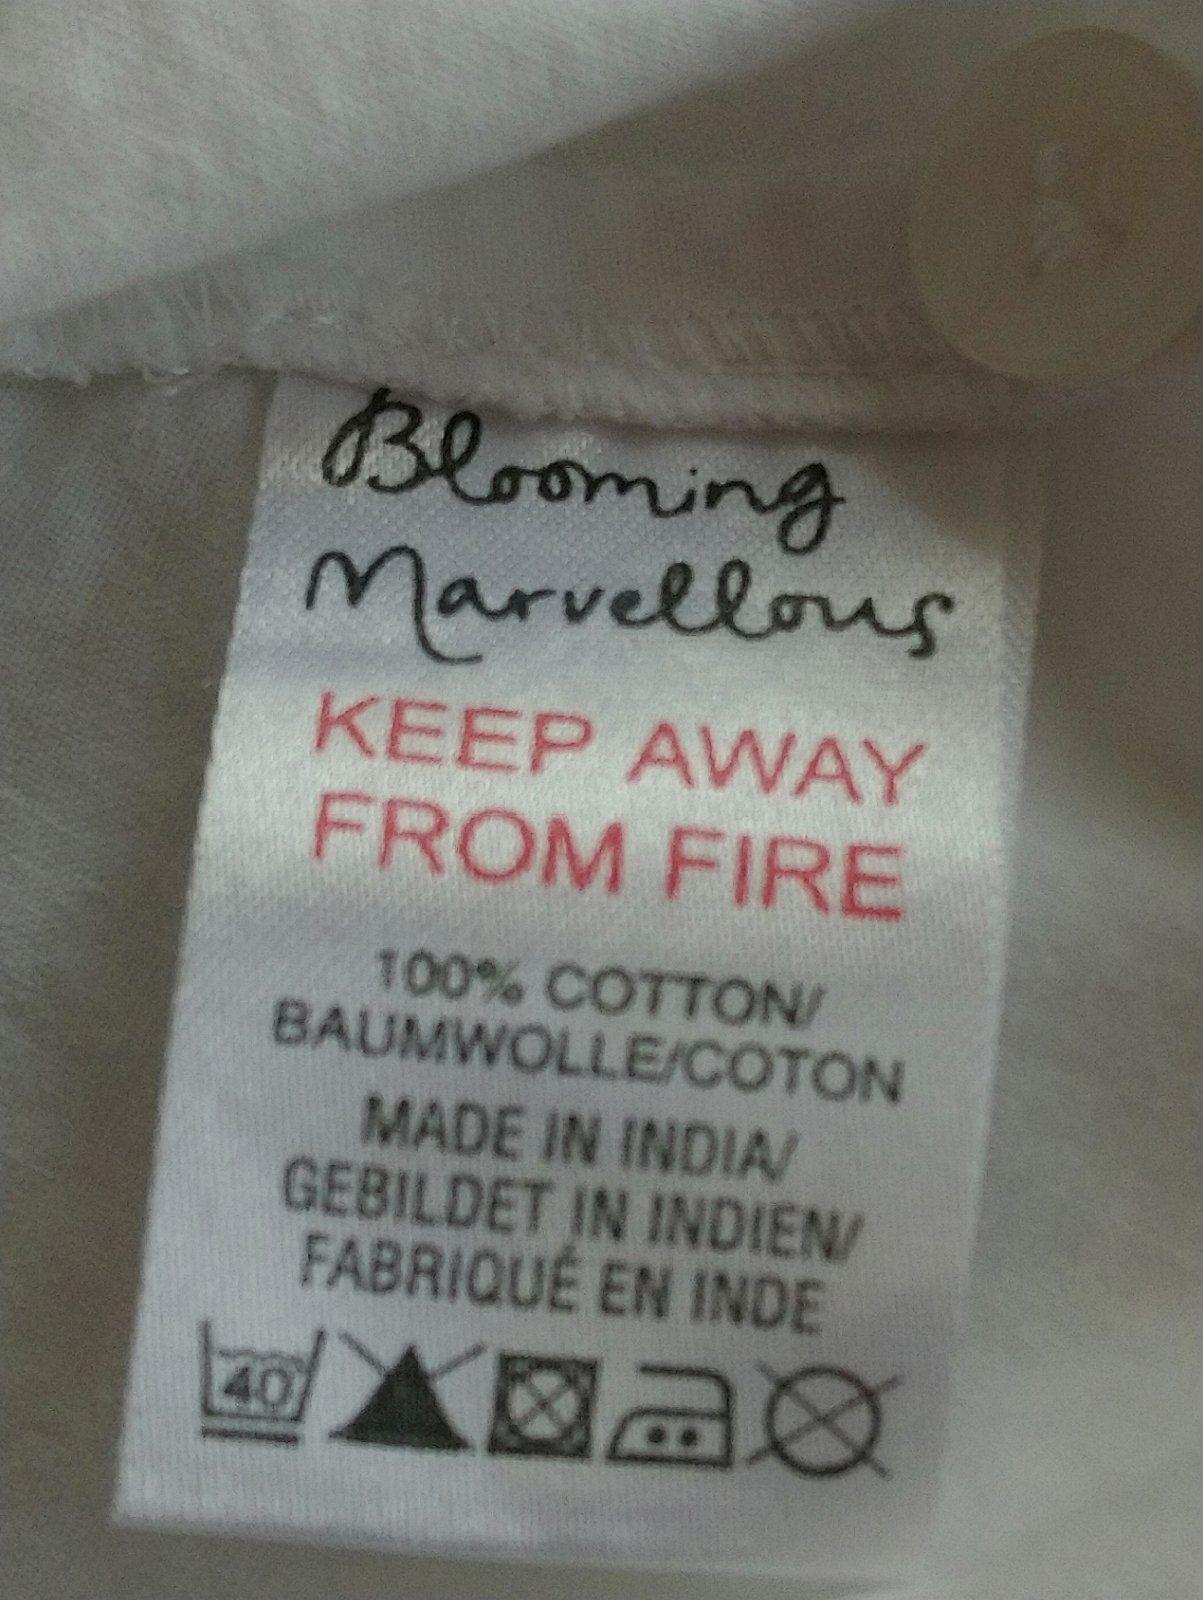 Blooming
Marvellous
KEEP AWAY
FROM FIRE
100% COTTON/
BAUMWOLLE/COTON
MADE IN INDIA/
GEBILDET IN INDIEN/
FABRIQUÉ EN INDE
40